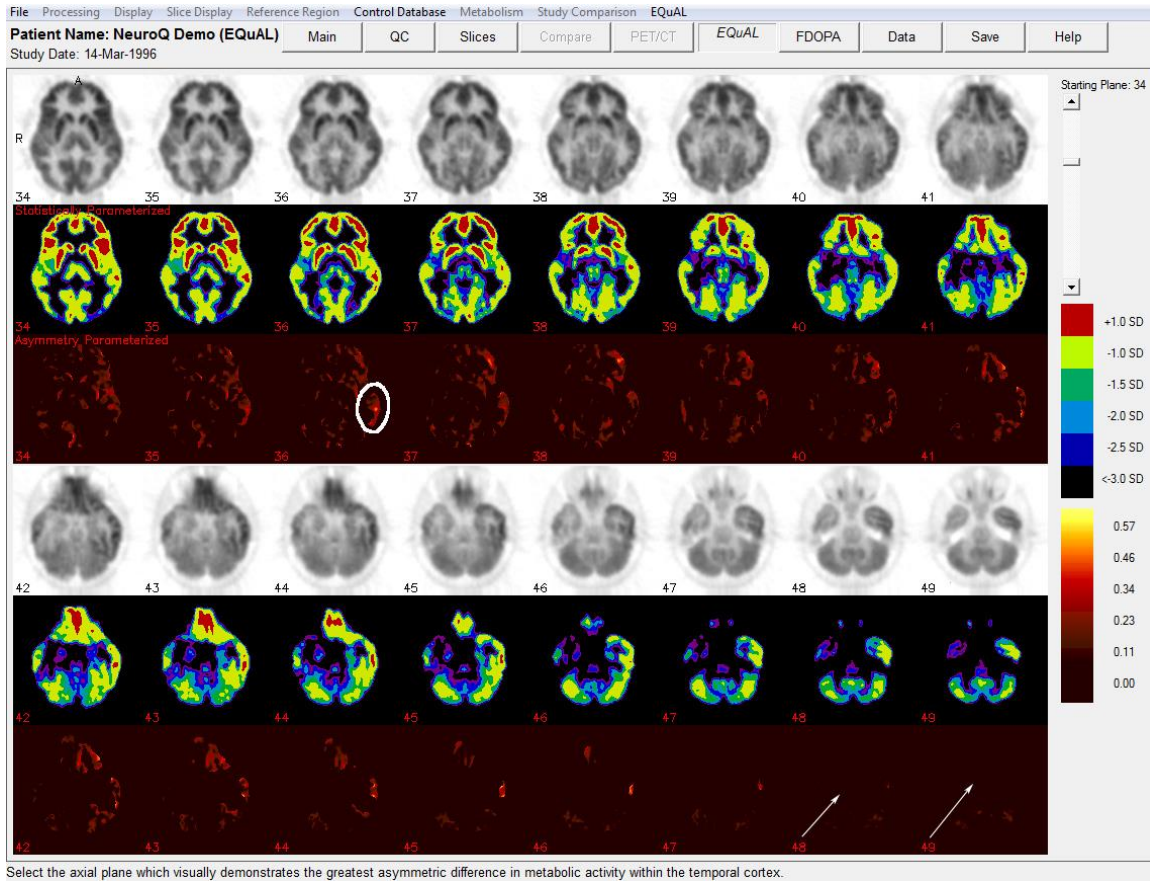 File Processing Display Slice Display Reference Region Control Database Metabolism Study Comparison EQuAL
Patient Name: NeuroQ Demo (EQuAL) Main QC Slices Compare PET/CT EQuAL FDOPA Data Save Help
Study Date: 14-Mar-1996
A
Starting Plane: 34
R
34 35 36 37 38 39 40 41
Statistically Parameterized
+1.0 SD
-1.0 SD
-1.5 SD
-2.0 SD
-2.5 SD
<-3.0 SD
34 35 36 37 38 39 40 41
Asymmetry Parameterized
34 35 36 37 38 39 40 41
42 43 44 45 46 47 48 49
0.57
0.46
0.34
0.23
0.11
0.00
42 43 44 45 46 47 48 49
42 43 44 45 46 47 48 49
Select the axial plane which visually demonstrates the greatest asymmetric difference in metabolic activity within the temporal cortex.